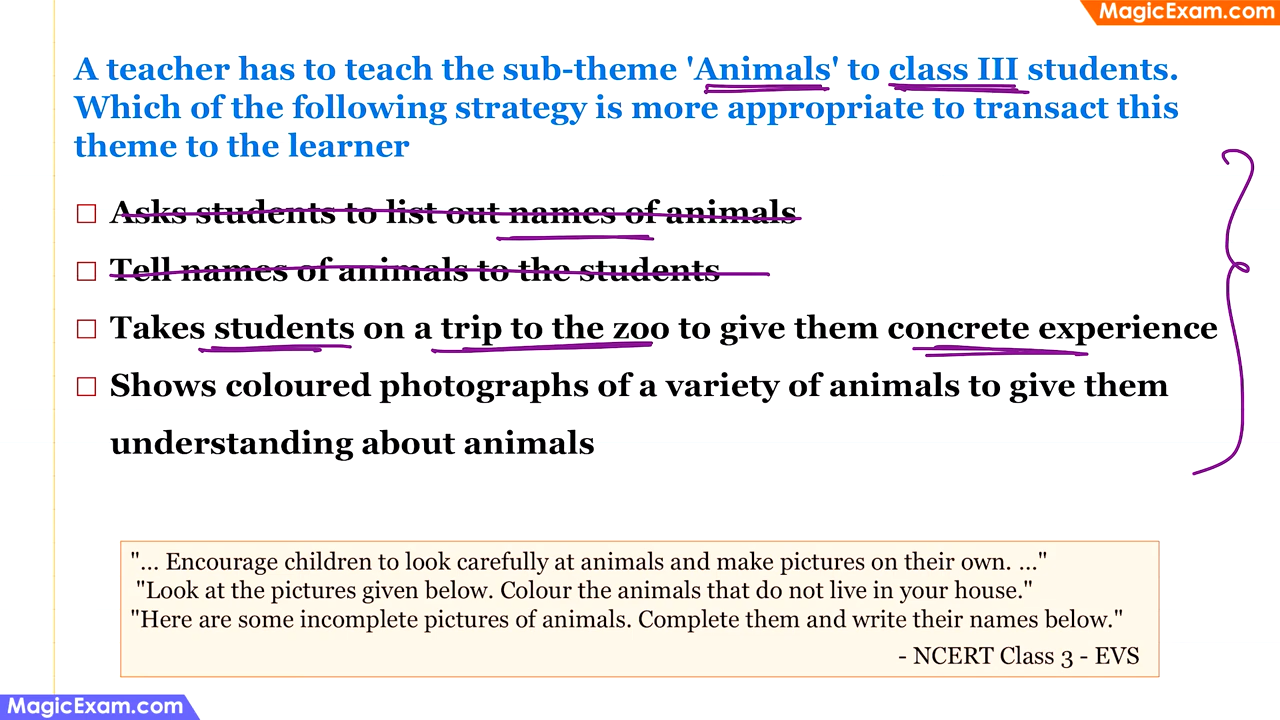 MagicExam.com
A teacher has to teach the sub-theme 'Animals' to class III students.
Which of the following strategy is more appropriate to transact this
theme to the learner
Asks students to list out names of animals
Tell names of animals to the students
Takes students on a trip to the zoo to give them concrete experience
Shows coloured photographs of a variety of animals to give them
understanding about animals
"... Encourage children to look carefully at animals and make pictures on their own. ..."
"Look at the pictures given below. Colour the animals that do not live in your house."
"Here are some incomplete pictures of animals. Complete them and write their names below."
- NCERT Class 3 - EVS
MagicExam.com